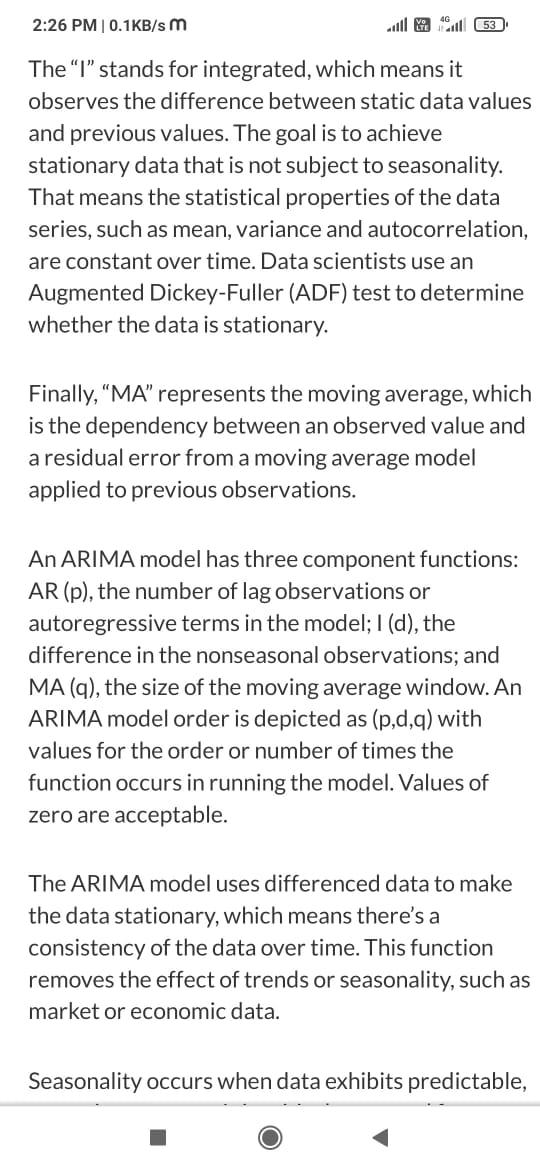 2:26 PM | 0.1KB/s m Vo LTE 4G 53
The “I” stands for integrated, which means it
observes the difference between static data values
and previous values. The goal is to achieve
stationary data that is not subject to seasonality.
That means the statistical properties of the data
series, such as mean, variance and autocorrelation,
are constant over time. Data scientists use an
Augmented Dickey-Fuller (ADF) test to determine
whether the data is stationary.
Finally, “MA” represents the moving average, which
is the dependency between an observed value and
a residual error from a moving average model
applied to previous observations.
An ARIMA model has three component functions:
AR (p), the number of lag observations or
autoregressive terms in the model; I (d), the
difference in the nonseasonal observations; and
MA (q), the size of the moving average window. An
ARIMA model order is depicted as (p,d,q) with
values for the order or number of times the
function occurs in running the model. Values of
zero are acceptable.
The ARIMA model uses differenced data to make
the data stationary, which means there’s a
consistency of the data over time. This function
removes the effect of trends or seasonality, such as
market or economic data.
Seasonality occurs when data exhibits predictable,